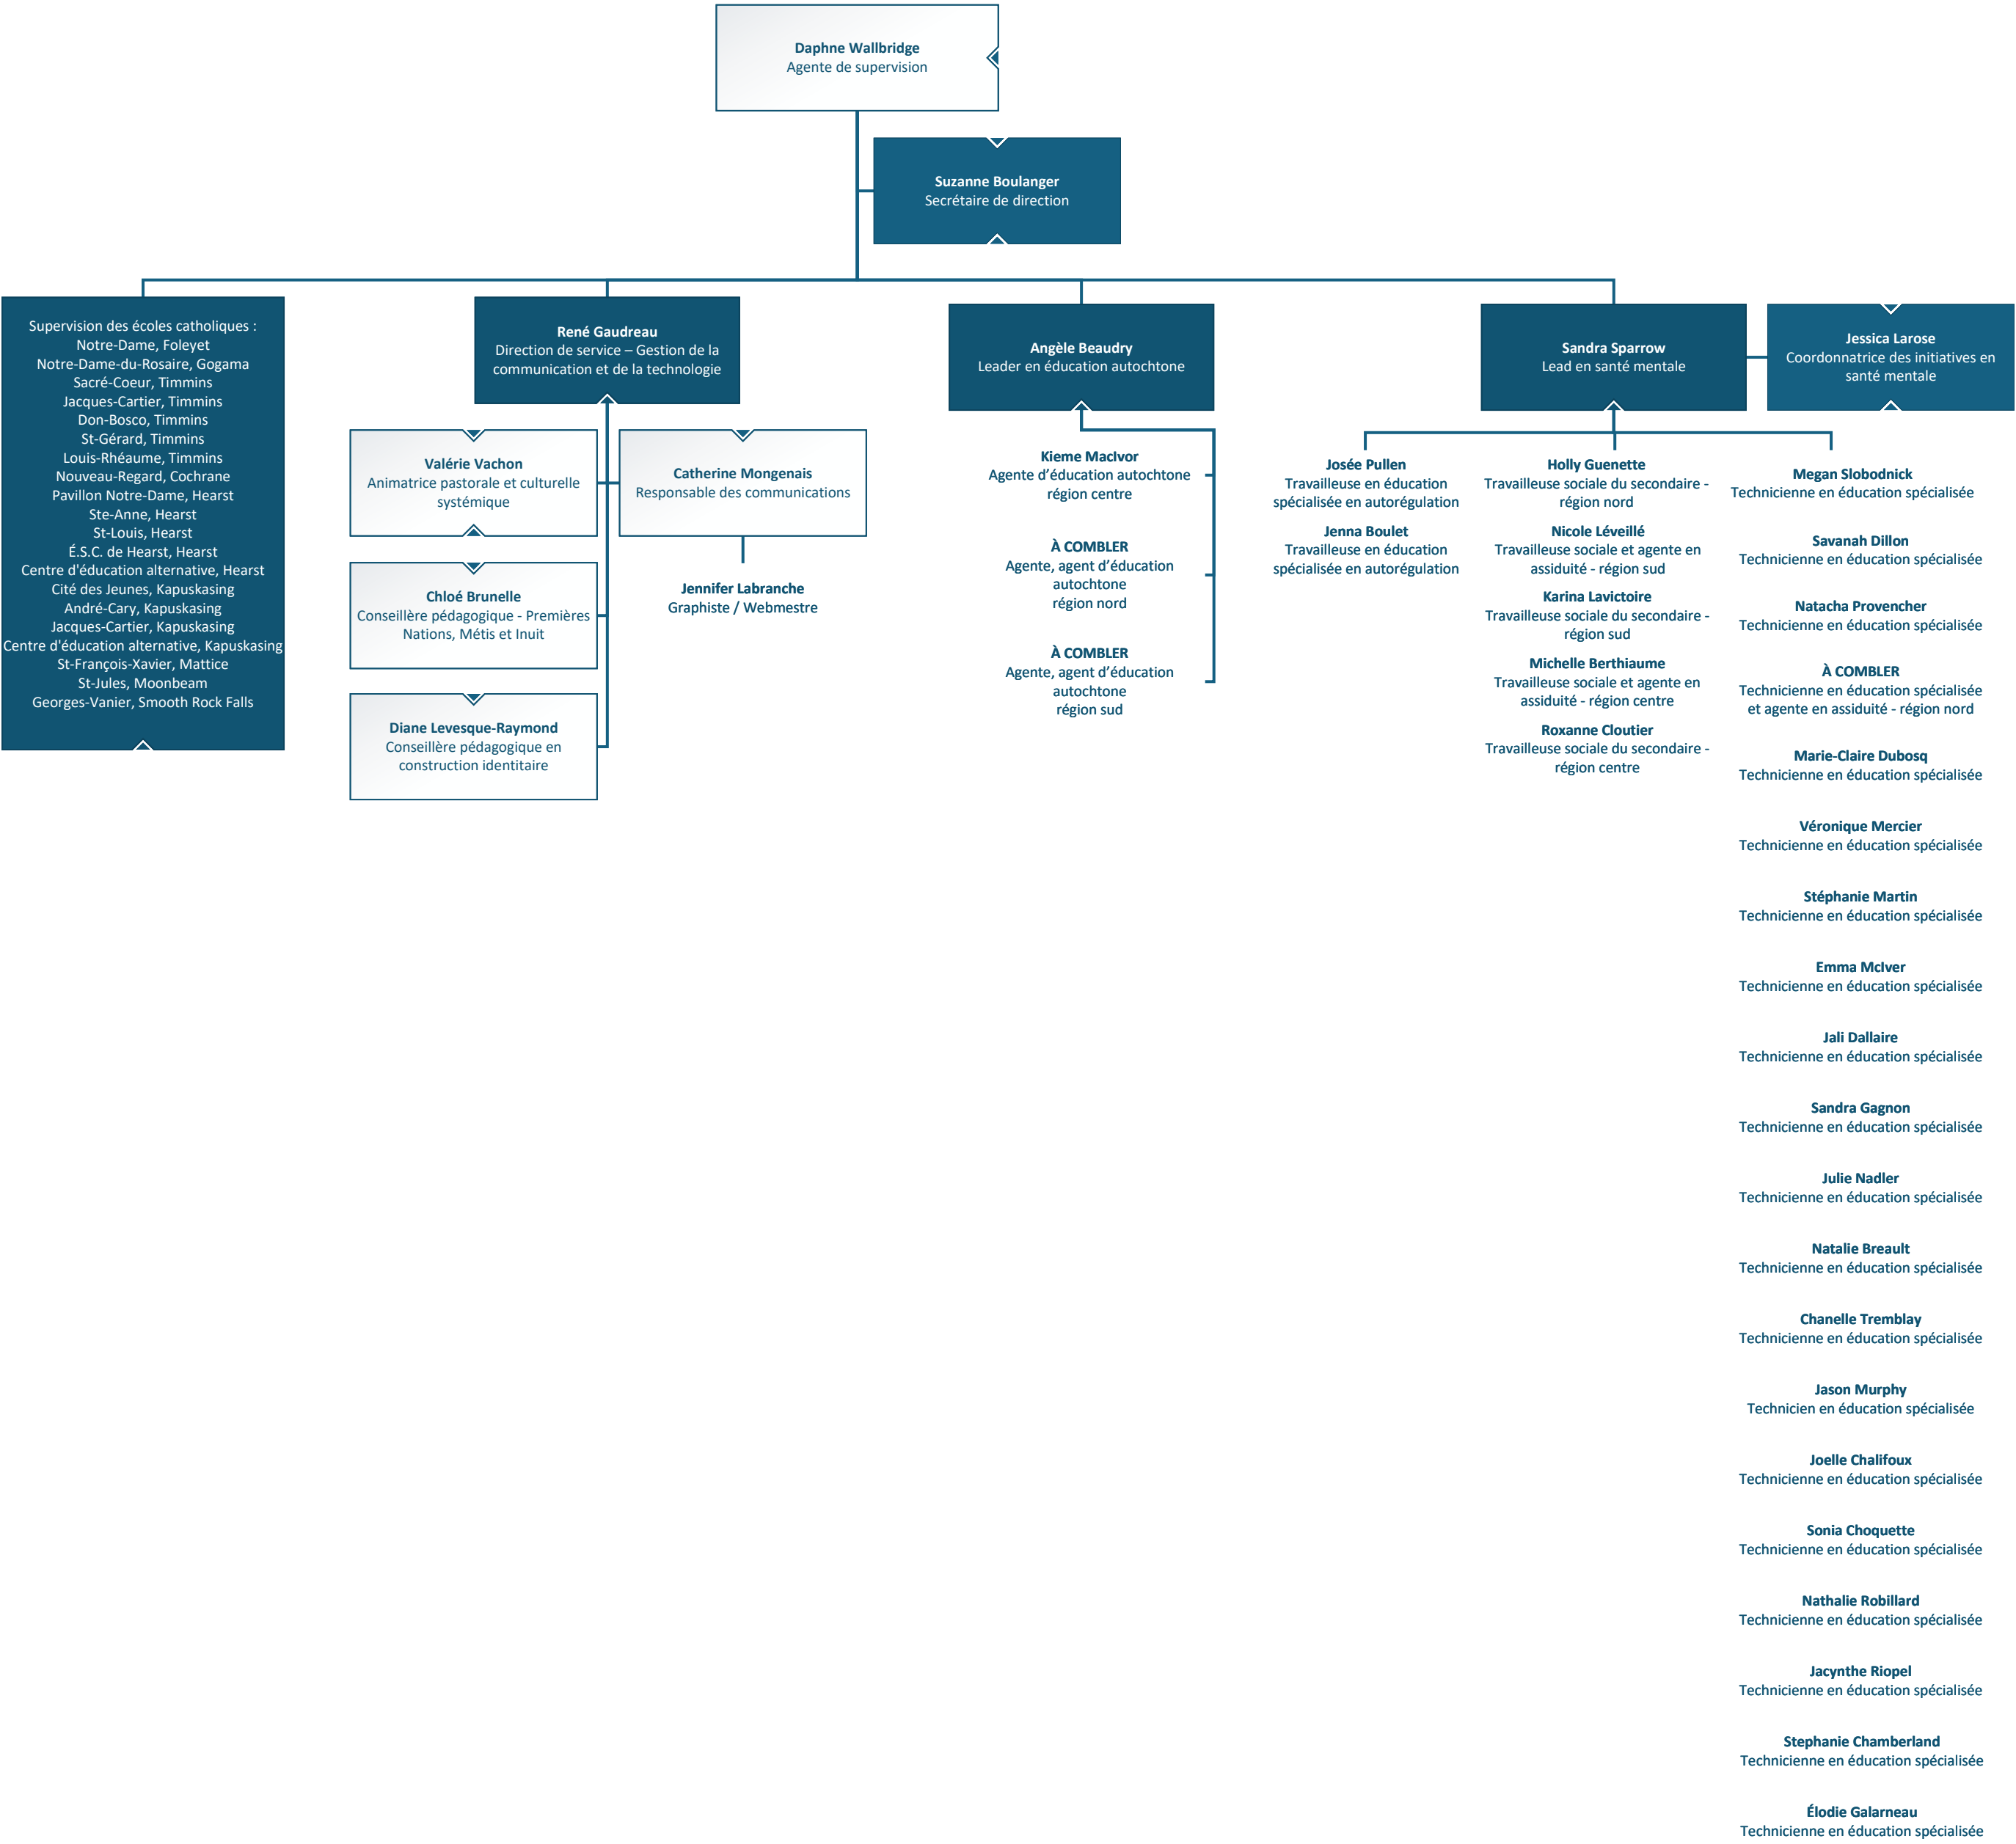 Daphne Wallbridge
Agente de supervision
Suzanne Boulanger
Secrétaire de direction
Supervision des écoles catholiques :
Notre-Dame, Foleyet
Notre-Dame-du-Rosaire, Gogama
Sacré-Coeur, Timmins
Jacques-Cartier, Timmins
Don-Bosco, Timmins
St-Gérard, Timmins
Louis-Rhéaume, Timmins
Nouveau-Regard, Cochrane
Pavillon Notre-Dame, Hearst
Ste-Anne, Hearst
St-Louis, Hearst
É.S.C. de Hearst, Hearst
Centre d'éducation alternative, Hearst
Cité des Jeunes, Kapuskasing
André-Cary, Kapuskasing
Jacques-Cartier, Kapuskasing
Centre d'éducation alternative, Kapuskasing
St-François-Xavier, Mattice
St-Jules, Moonbeam
Georges-Vanier, Smooth Rock Falls
René Gaudreau
Direction de service – Gestion de la
communication et de la technologie
Valérie Vachon
Animatrice pastorale et culturelle
systémique
Catherine Mongenais
Responsable des communications
Jennifer Labranche
Graphiste / Webmestre
Chloé Brunelle
Conseillère pédagogique - Premières
Nations, Métis et Inuit
Diane Levesque-Raymond
Conseillère pédagogique en
construction identitaire
Angèle Beaudry
Leader en éducation autochtone
Kieme MacIvor
Agente d’éducation autochtone
région centre
À COMBLER
Agente, agent d’éducation
autochtone
région nord
À COMBLER
Agente, agent d’éducation
autochtone
région sud
Sandra Sparrow
Lead en santé mentale
Jessica Larose
Coordonnatrice des initiatives en
santé mentale
Josée Pullen
Travailleuse en éducation
spécialisée en autorégulation
Jenna Boulet
Travailleuse en éducation
spécialisée en autorégulation
Holly Guenette
Travailleuse sociale du secondaire -
région nord
Nicole Léveillé
Travailleuse sociale et agente en
assiduité - région sud
Karina Lavictoire
Travailleuse sociale du secondaire -
région sud
Michelle Berthiaume
Travailleuse sociale et agente en
assiduité - région centre
Roxanne Cloutier
Travailleuse sociale du secondaire -
région centre
Megan Slobodnick
Technicienne en éducation spécialisée
Savanah Dillon
Technicienne en éducation spécialisée
Natacha Provencher
Technicienne en éducation spécialisée
À COMBLER
Technicienne en éducation spécialisée
et agente en assiduité - région nord
Marie-Claire Dubosq
Technicienne en éducation spécialisée
Véronique Mercier
Technicienne en éducation spécialisée
Stéphanie Martin
Technicienne en éducation spécialisée
Emma McIver
Technicienne en éducation spécialisée
Jali Dallaire
Technicienne en éducation spécialisée
Sandra Gagnon
Technicienne en éducation spécialisée
Julie Nadler
Technicienne en éducation spécialisée
Natalie Breault
Technicienne en éducation spécialisée
Chanelle Tremblay
Technicienne en éducation spécialisée
Jason Murphy
Technicien en éducation spécialisée
Joelle Chalifoux
Technicienne en éducation spécialisée
Sonia Choquette
Technicienne en éducation spécialisée
Nathalie Robillard
Technicienne en éducation spécialisée
Jacynthe Riopel
Technicienne en éducation spécialisée
Stephanie Chamberland
Technicienne en éducation spécialisée
Élodie Galarneau
Technicienne en éducation spécialisée